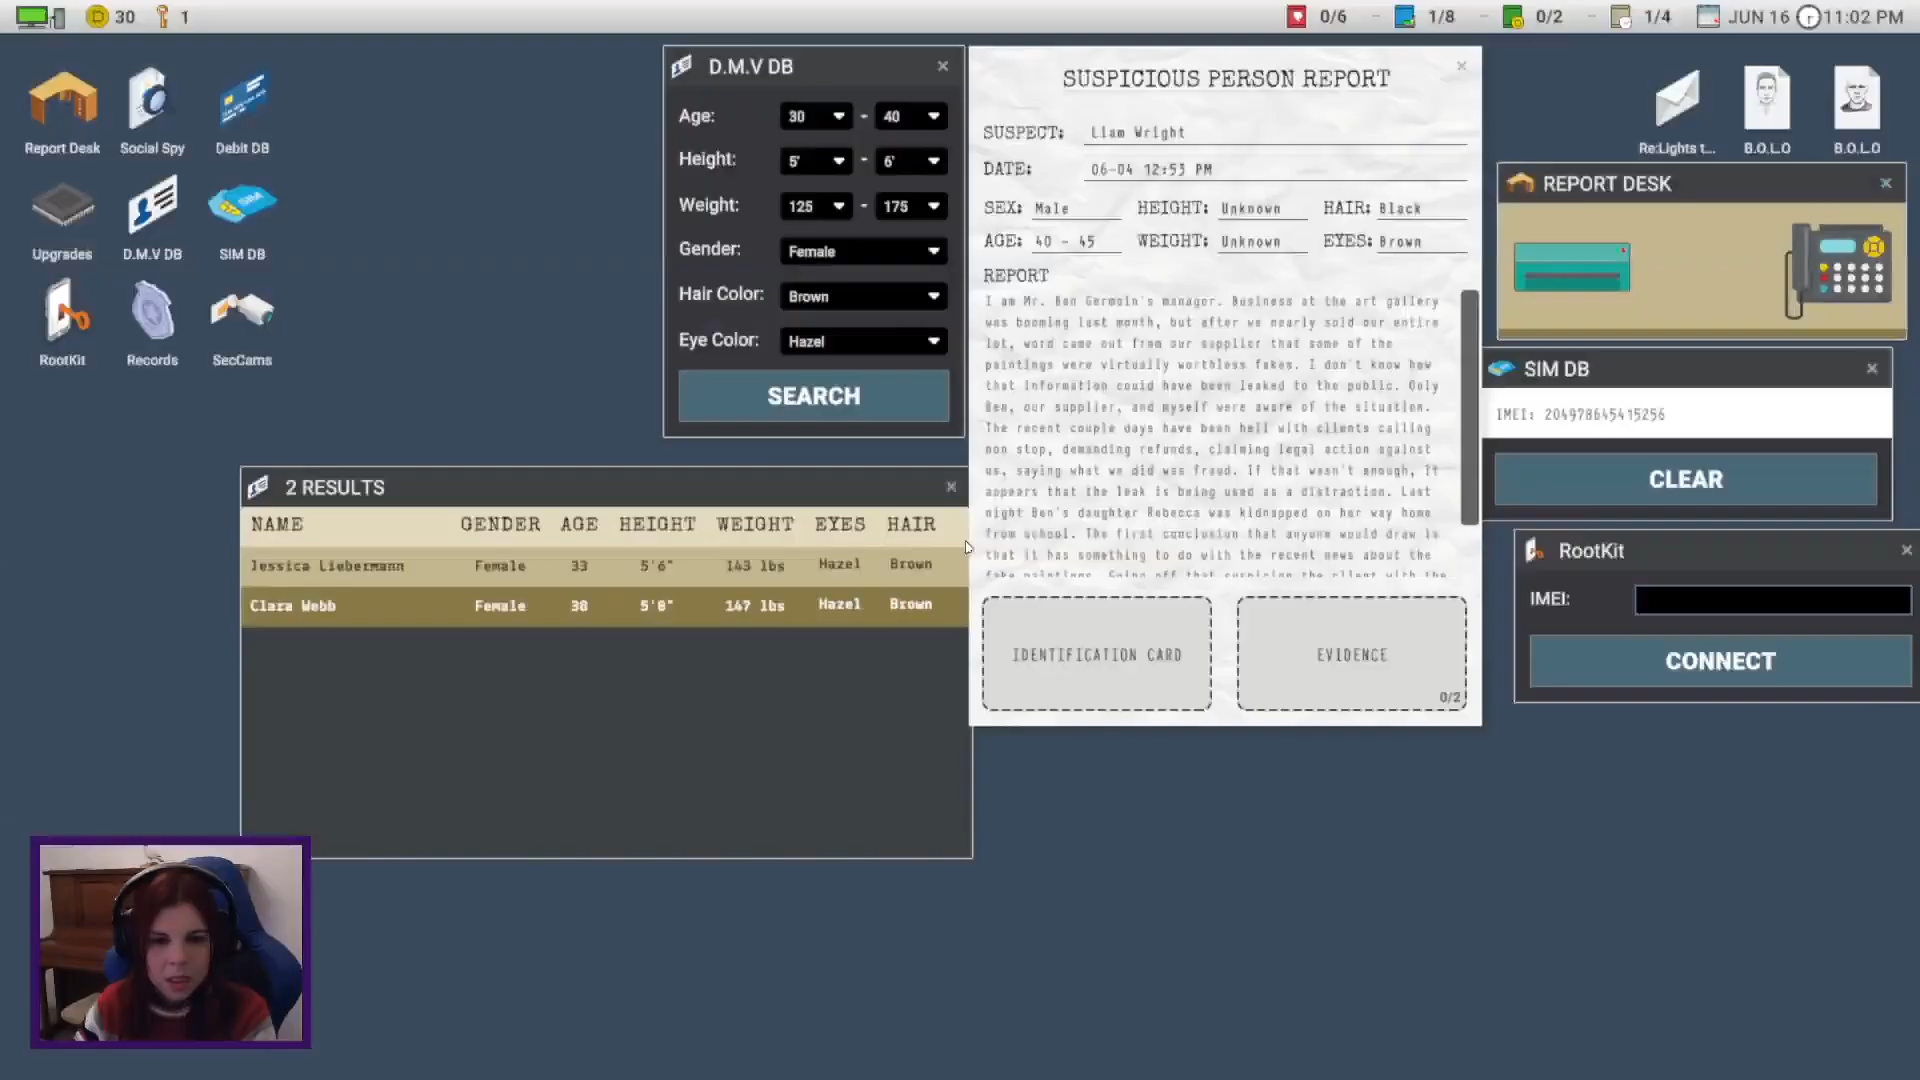 30 1 0/6 1/8 0/2 1/4 JUN 16 11:02 PM
Report Desk Social Spy Debit DB
Upgrades D.M.V DB SIM DB
RootKit Records SecCams
Re:Lights t... B.O.L.O B.O.L.O
D.M.V DB
Age: 30 - 40
Height: 5' - 6'
Weight: 125 - 175
Gender: Female
Hair Color: Brown
Eye Color: Hazel
SEARCH
2 RESULTS
NAME GENDER AGE HEIGHT WEIGHT EYES HAIR
Jessica Liebermann Female 33 5'6" 143 lbs Hazel Brown
Clara Webb Female 38 5'8" 147 lbs Hazel Brown
SUSPICIOUS PERSON REPORT
SUSPECT: Liam Wright
DATE: 06-04 12:53 PM
SEX: Male HEIGHT: Unknown HAIR: Black
AGE: 40 - 45 WEIGHT: Unknown EYES: Brown
REPORT
I am Mr. Ben Germain's manager. Business at the art gallery
was booming last month, but after we nearly sold our entire
lot, word came out from our supplier that some of the
paintings were virtually worthless fakes. I don't know how
that information could have been leaked to the public. Only
Ben, our supplier, and myself were aware of the situation.
The recent couple days have been hell with clients calling
non stop, demanding refunds, claiming legal action against
us, saying what we did was fraud. If that wasn't enough, it
appears that the leak is being used as a distraction. Last
night Ben's daughter Rebecca was kidnapped on her way home
from school. The first conclusion that anyone would draw is
that it has something to do with the recent news about the
fake paintings. Going off that suspicion the client with the
IDENTIFICATION CARD
EVIDENCE
0/2
REPORT DESK
SIM DB
IMEI: 204978645415256
CLEAR
RootKit
IMEI:
CONNECT